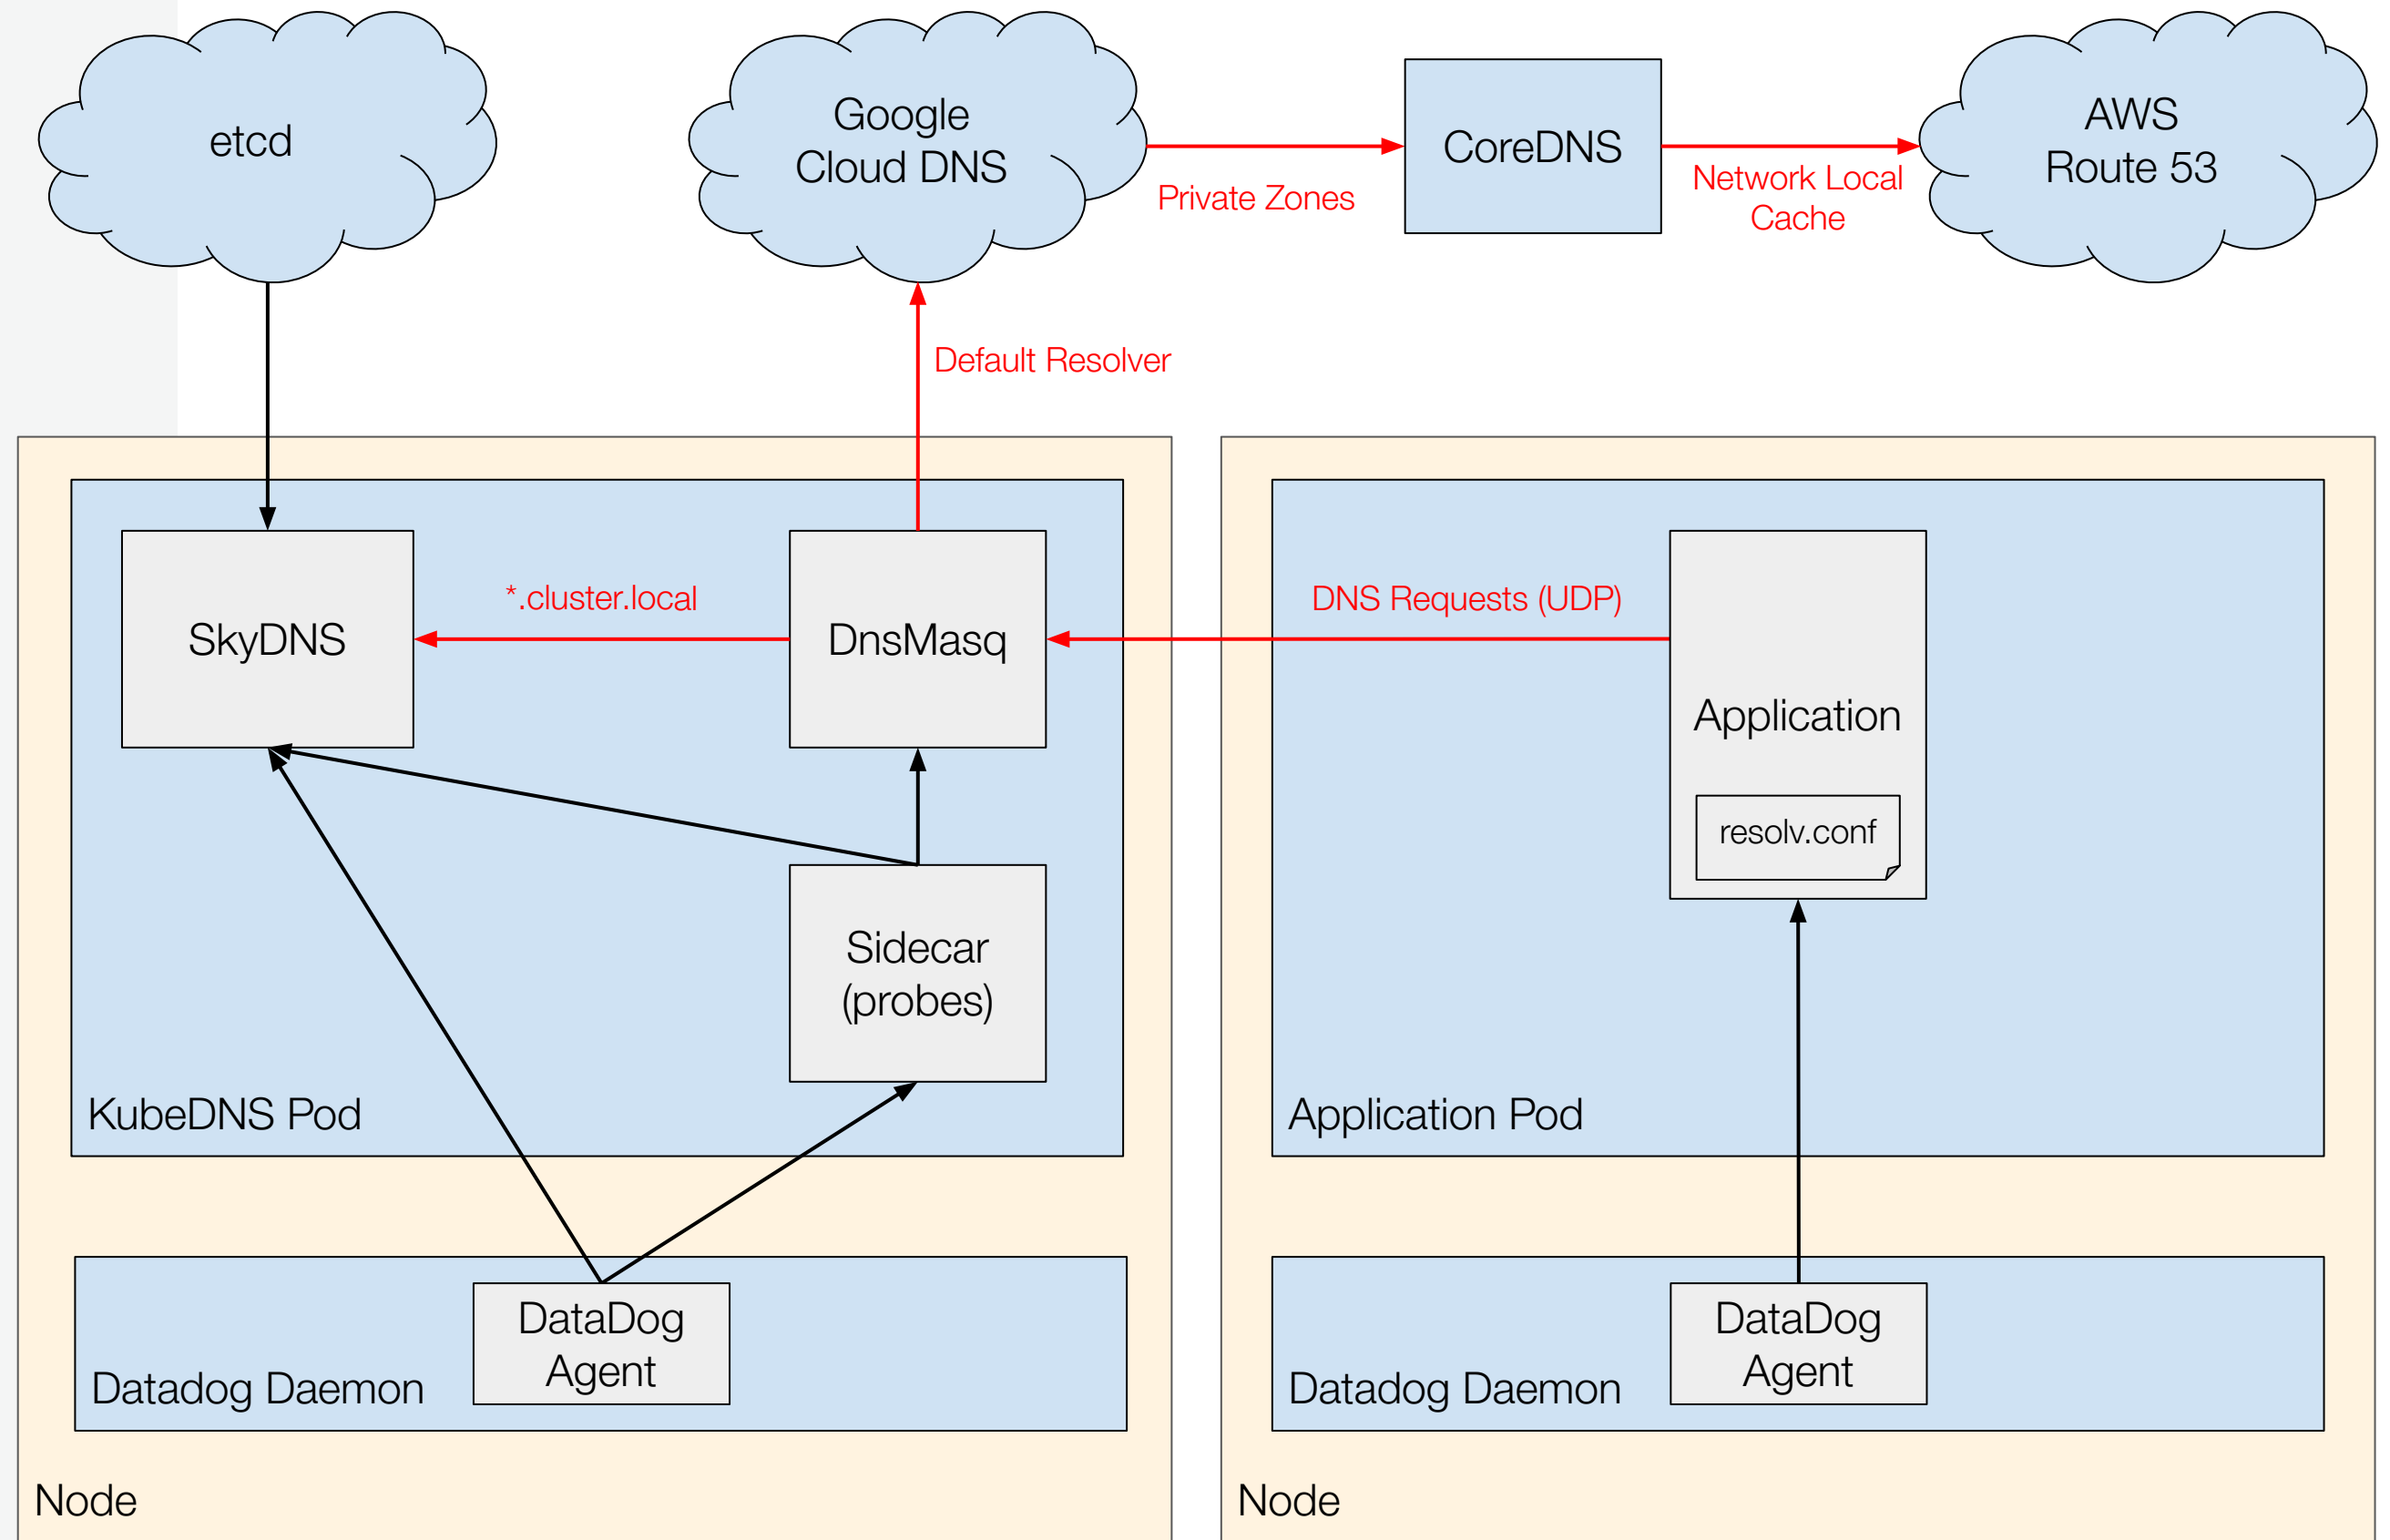 etcd
Google
Cloud DNS
Private Zones
CoreDNS
Network Local
Cache
AWS
Route 53
Default Resolver
SkyDNS
*.cluster.local
DnsMasq
DNS Requests (UDP)
Application
resolv.conf
Sidecar
(probes)
KubeDNS Pod
Application Pod
Datadog Daemon
DataDog
Agent
Datadog Daemon
DataDog
Agent
Node
Node